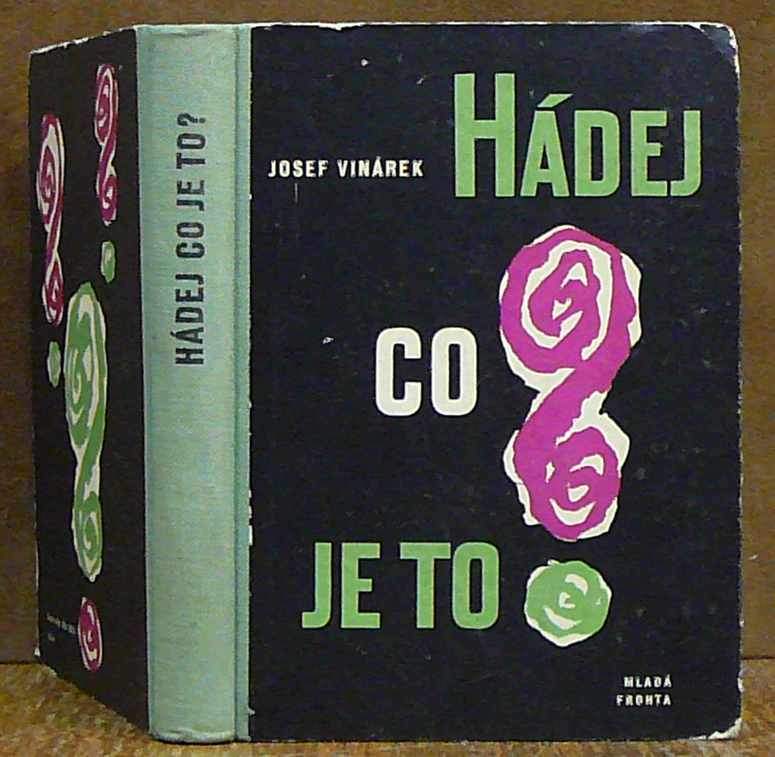 HÁDEJ CO JE TO?
JOSEF VINÁREK
HÁDEJ
CO
JE TO
MLADÁ
FRONTA